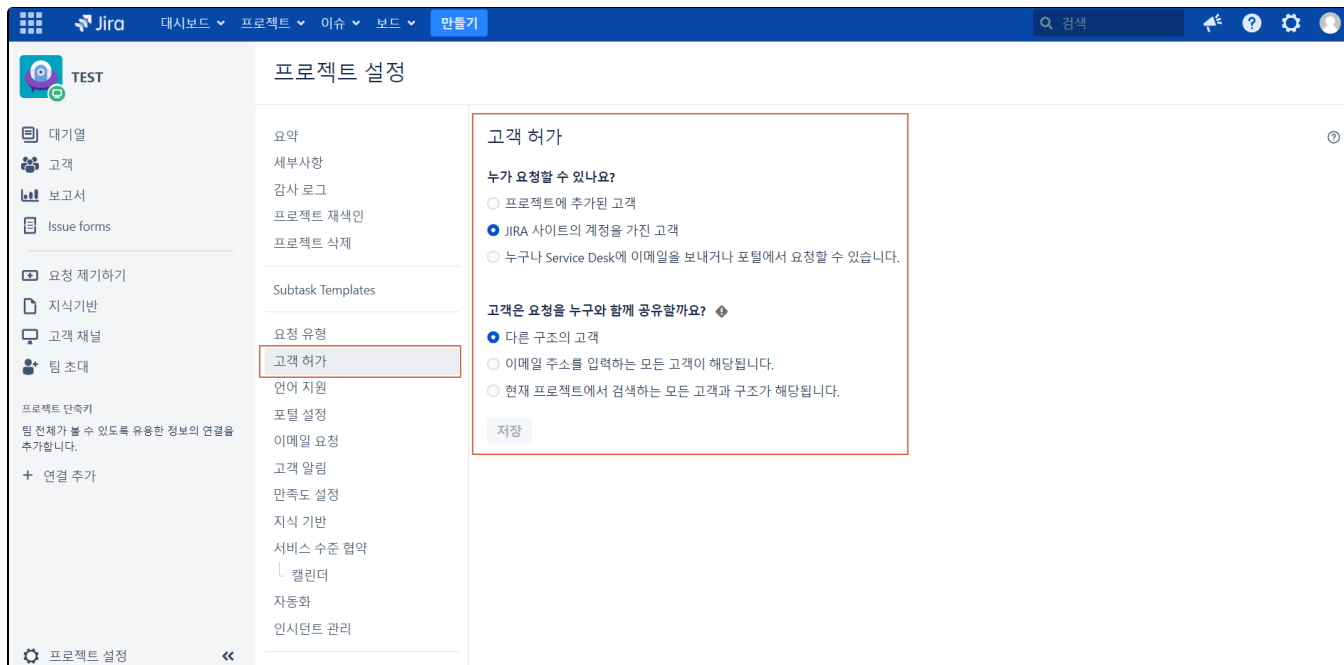 Jira 대시보드 프로젝트 이슈 보드 만들기 검색
TEST
대기열
고객
보고서
Issue forms
요청 제기하기
지식기반
고객 채널
팀 초대
프로젝트 단축키
팀 전체가 볼 수 있도록 유용한 정보의 연결을
추가합니다.
+ 연결 추가
프로젝트 설정
프로젝트 설정
요약
세부사항
감사 로그
프로젝트 재색인
프로젝트 삭제
Subtask Templates
요청 유형
고객 허가
언어 지원
포털 설정
이메일 요청
고객 알림
만족도 설정
지식 기반
서비스 수준 협약
캘린더
자동화
인시던트 관리
고객 허가
누가 요청할 수 있나요?
프로젝트에 추가된 고객
JIRA 사이트의 계정을 가진 고객
누구나 Service Desk에 이메일을 보내거나 포털에서 요청할 수 있습니다.
고객은 요청을 누구와 함께 공유할까요?
다른 구조의 고객
이메일 주소를 입력하는 모든 고객이 해당됩니다.
현재 프로젝트에서 검색하는 모든 고객과 구조가 해당됩니다.
저장